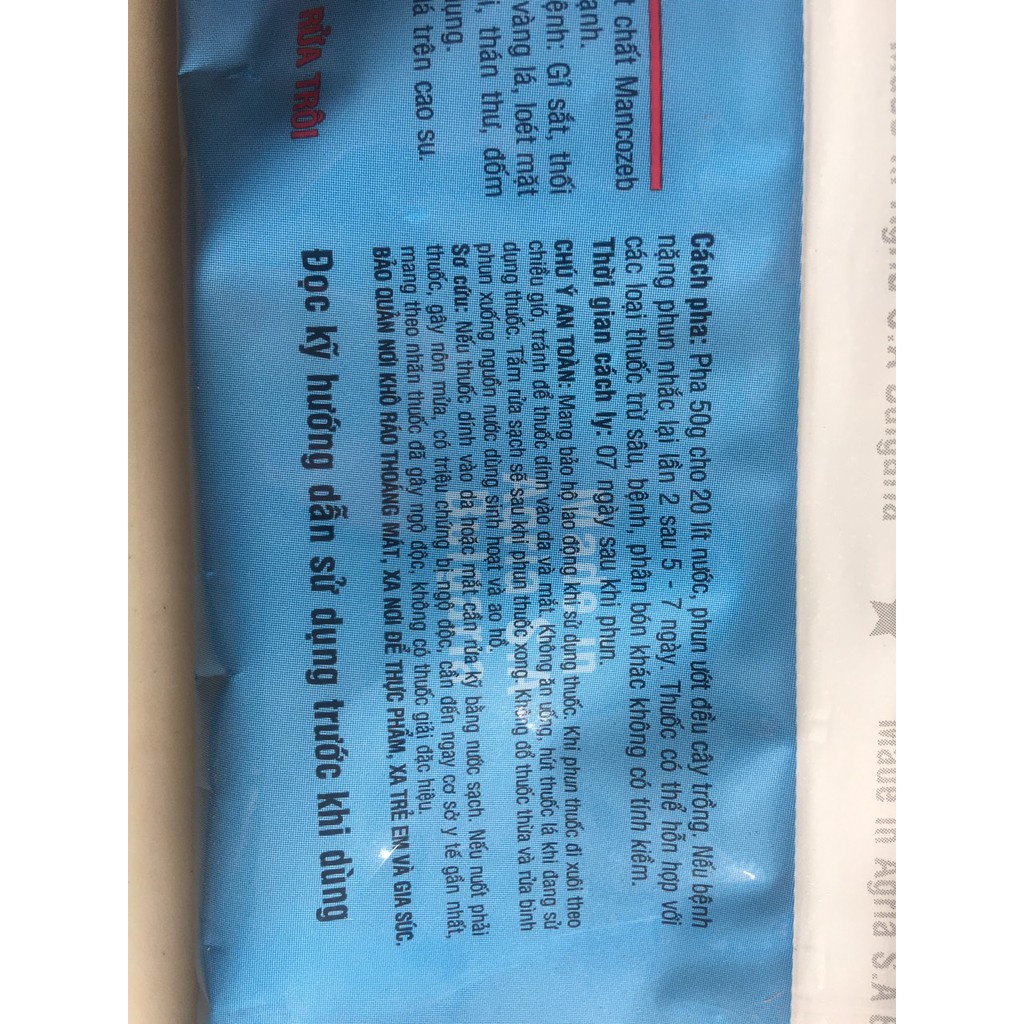 t chất Mancozeb
ạnh.
ệnh: Gỉ sắt, thối
vàng lá, loét mặt
i, thán thư, đốm
ụng.
á trên cao su.
RỬA TRÔI
Cách pha: Pha 50g cho 20 lít nước, phun ướt đều cây trồng. Nếu bệnh
nặng phun nhắc lại lần 2 sau 5 - 7 ngày. Thuốc có thể hỗn hợp với
các loại thuốc trừ sâu, bệnh, phân bón khác không có tính kiềm.
Thời gian cách ly: 07 ngày sau khi phun.
CHÚ Ý AN TOÀN: Mang bảo hộ lao động khi sử dụng thuốc. Khi phun thuốc đi xuôi theo
chiều gió, tránh để thuốc dính vào da và mắt. Không ăn uống, hút thuốc lá khi đang sử
dụng thuốc. Tắm rửa sạch sẽ sau khi phun thuốc xong. Không đổ thuốc thừa và rửa bình
phun xuống nguồn nước dùng sinh hoạt và ao hồ.
Sơ cứu: Nếu thuốc dính vào da hoặc mắt cần rửa kỹ bằng nước sạch. Nếu nuốt phải
thuốc, gây nôn mửa, có triệu chứng bị ngộ độc, cần đến ngay cơ sở y tế gần nhất,
mang theo nhãn thuốc đã gây ngộ độc, không có thuốc giải đặc hiệu.
BẢO QUẢN NƠI KHÔ RÁO THOÁNG MÁT, XA NƠI ĐỂ THỰC PHẨM, XA TRẺ EM VÀ GIA SÚC.
Đọc kỹ hướng dẫn sử dụng trước khi dùng
Made in
Agria S.A
Bulgaria
Made in Agria S.A Bulgaria
Made in Agria S.A B